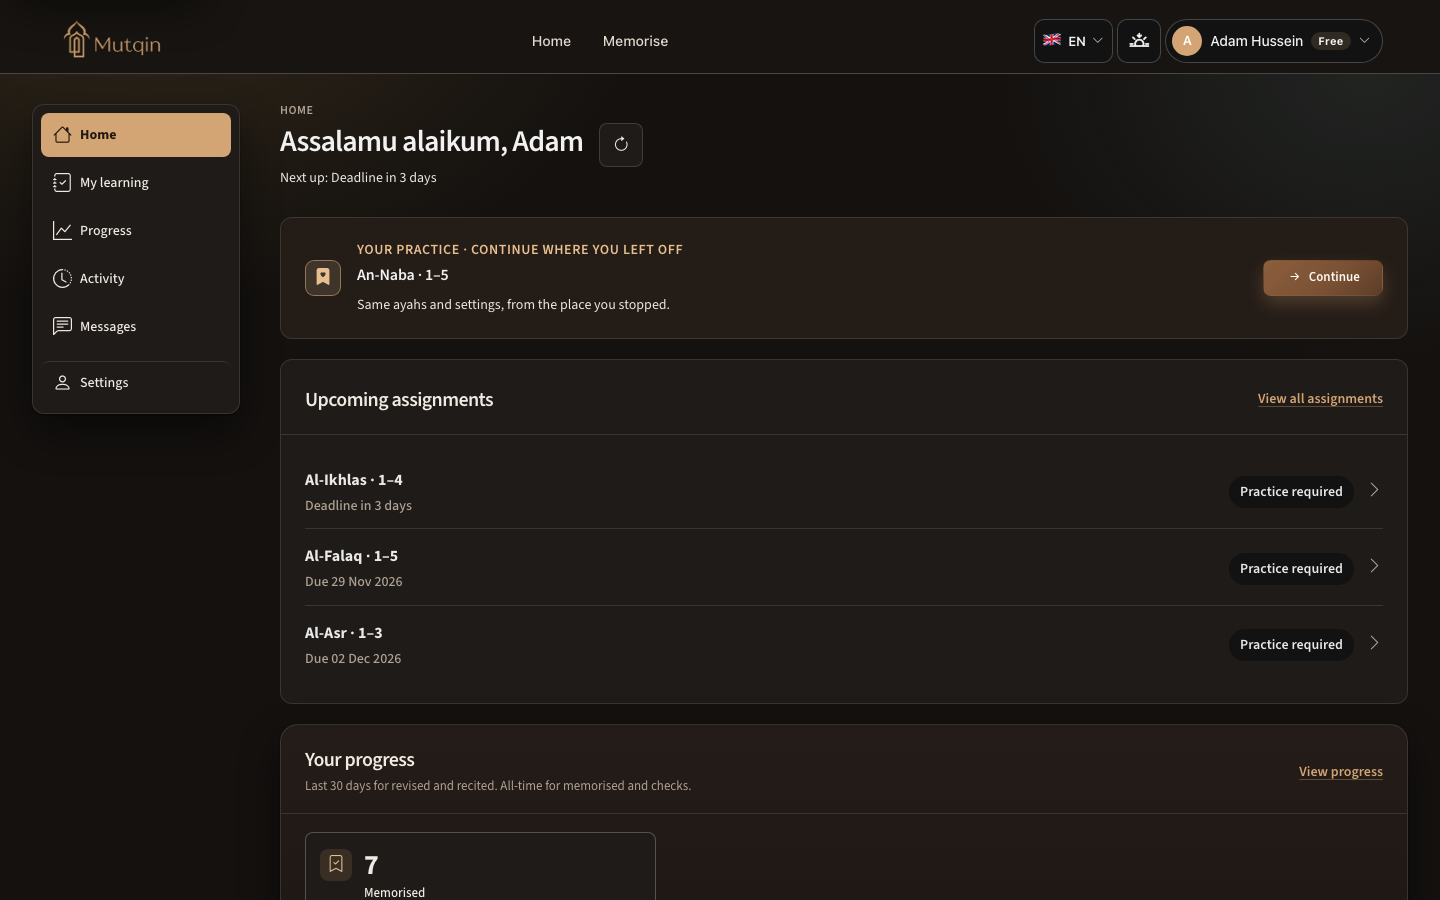 Mutqin
Home
Memorise
EN
A
Adam Hussein
Free
Home
My learning
Progress
Activity
Messages
Settings
HOME
Assalamu alaikum, Adam
Next up: Deadline in 3 days
YOUR PRACTICE · CONTINUE WHERE YOU LEFT OFF
An-Naba · 1–5
Same ayahs and settings, from the place you stopped.
Continue
Upcoming assignments
View all assignments
Al-Ikhlas · 1–4
Deadline in 3 days
Practice required
Al-Falaq · 1–5
Due 29 Nov 2026
Practice required
Al-Asr · 1–3
Due 02 Dec 2026
Practice required
Your progress
Last 30 days for revised and recited. All-time for memorised and checks.
View progress
7
Memorised